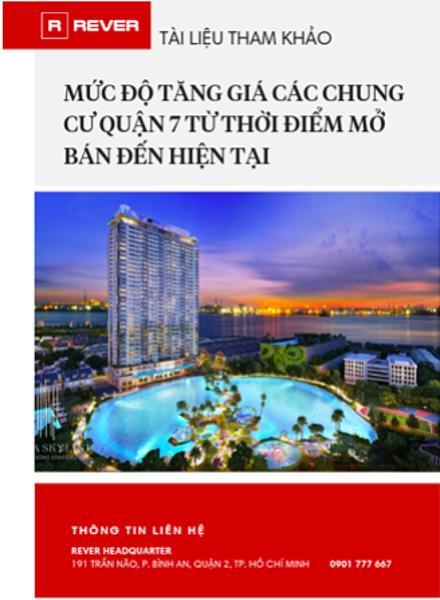 R REVER
TÀI LIỆU THAM KHẢO
MỨC ĐỘ TĂNG GIÁ CÁC CHUNG
CƯ QUẬN 7 TỪ THỜI ĐIỂM MỞ
BÁN ĐẾN HIỆN TẠI
A SKYL
THÔNG TIN LIÊN HỆ
REVER HEADQUARTER
191 TRẦN NÃO, P. BÌNH AN, QUẬN 2, TP. HỒ CHÍ MINH 0901 777 667